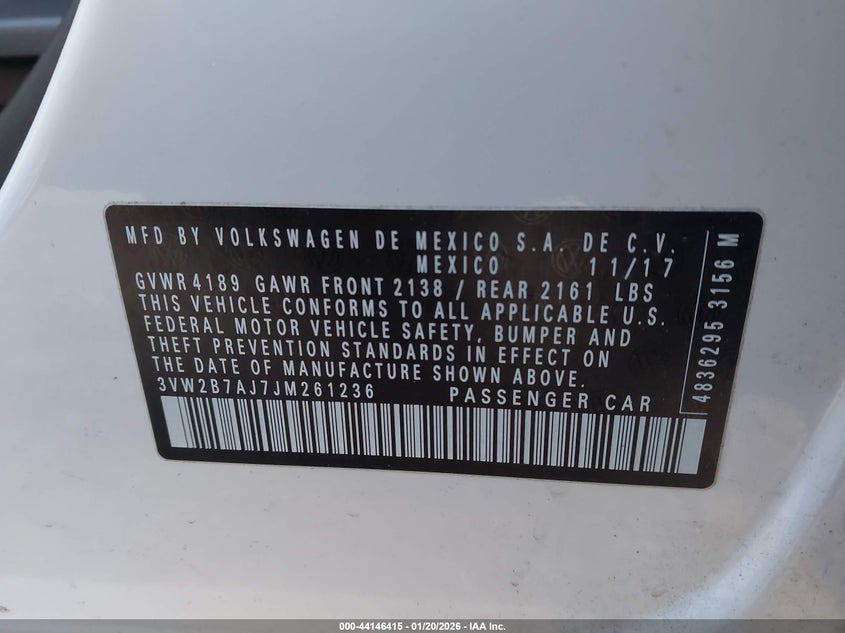 MFD BY VOLKSWAGEN DE MEXICO S.A. DE C.V.
MEXICO 11/17
GVWR 4189 GAWR FRONT 2138 / REAR 2161 LBS
THIS VEHICLE CONFORMS TO ALL APPLICABLE U.S.
FEDERAL MOTOR VEHICLE SAFETY, BUMPER AND
THEFT PREVENTION STANDARDS IN EFFECT ON
THE DATE OF MANUFACTURE SHOWN ABOVE.
3VW2B7AJ7JM261236 PASSENGER CAR
4836295 3156 M
000-44146415 | 01/20/2026 | IAA Inc.